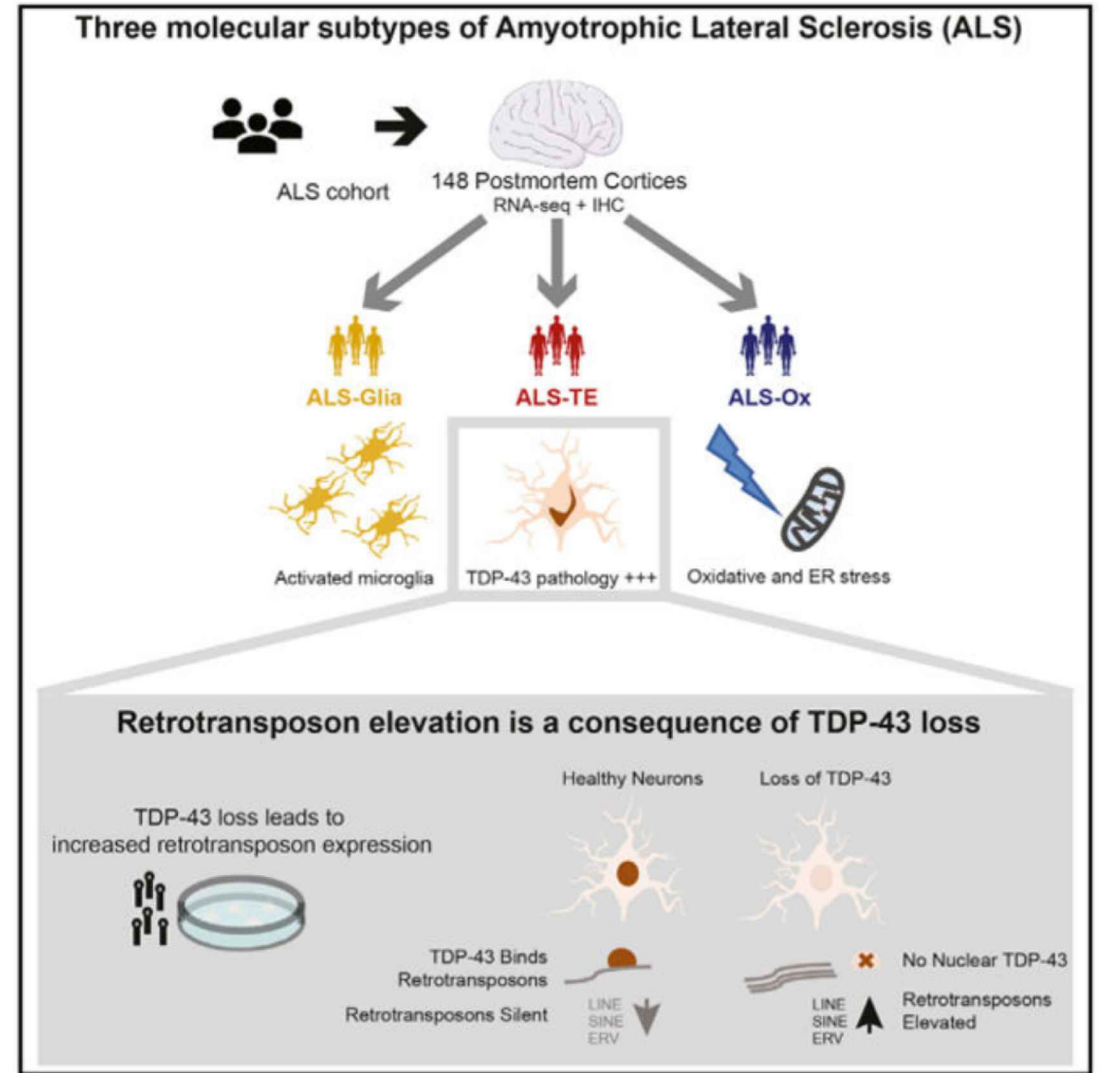 Three molecular subtypes of Amyotrophic Lateral Sclerosis (ALS)
ALS cohort
148 Postmortem Cortices
RNA-seq + IHC
ALS-Glia
ALS-TE
ALS-Ox
Activated microglia
TDP-43 pathology +++
Oxidative and ER stress
Retrotransposon elevation is a consequence of TDP-43 loss
TDP-43 loss leads to
increased retrotransposon expression
Healthy Neurons
Loss of TDP-43
TDP-43 Binds
Retrotransposons
No Nuclear TDP-43
Retrotransposons Silent
LINE
SINE
ERV
LINE
SINE
ERV
Retrotransposons
Elevated